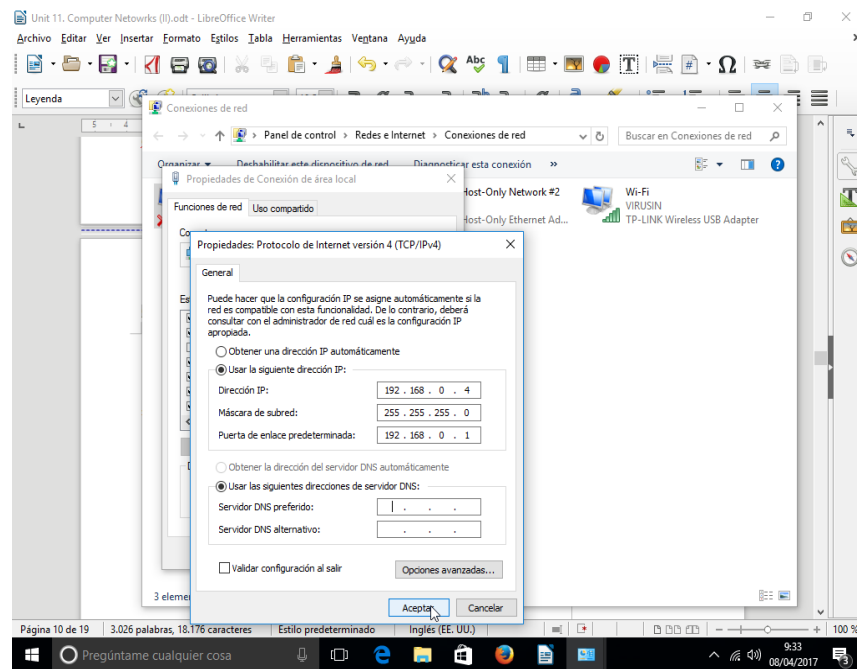 Unit 11. Computer Netowrks (II).odt - LibreOffice Writer
Archivo Editar Ver Insertar Formato Estilos Tabla Herramientas Ventana Ayuda
Leyenda
Conexiones de red
Panel de control > Redes e Internet > Conexiones de red
Buscar en Conexiones de red
Organizar Deshabilitar este dispositivo de red Diagnosticar esta conexión »
Propiedades de Conexión de área local
Host-Only Network #2
Host-Only Ethernet Ad...
Wi-Fi
VIRUSIN
TP-LINK Wireless USB Adapter
Funciones de red Uso compartido
Propiedades: Protocolo de Internet versión 4 (TCP/IPv4)
General
Puede hacer que la configuración IP se asigne automáticamente si la
red es compatible con esta funcionalidad. De lo contrario, deberá
consultar con el administrador de red cuál es la configuración IP
apropiada.
Obtener una dirección IP automáticamente
Usar la siguiente dirección IP:
Dirección IP: 192 . 168 . 0 . 4
Máscara de subred: 255 . 255 . 255 . 0
Puerta de enlace predeterminada: 192 . 168 . 0 . 1
Obtener la dirección del servidor DNS automáticamente
Usar las siguientes direcciones de servidor DNS:
Servidor DNS preferido: . . .
Servidor DNS alternativo: . . .
Validar configuración al salir
Opciones avanzadas...
Aceptar Cancelar
3 eleme
Página 10 de 19 3.026 palabras, 18.176 caracteres Estilo predeterminado Inglés (EE. UU.) 100 %
Pregúntame cualquier cosa
9:33
08/04/2017
3